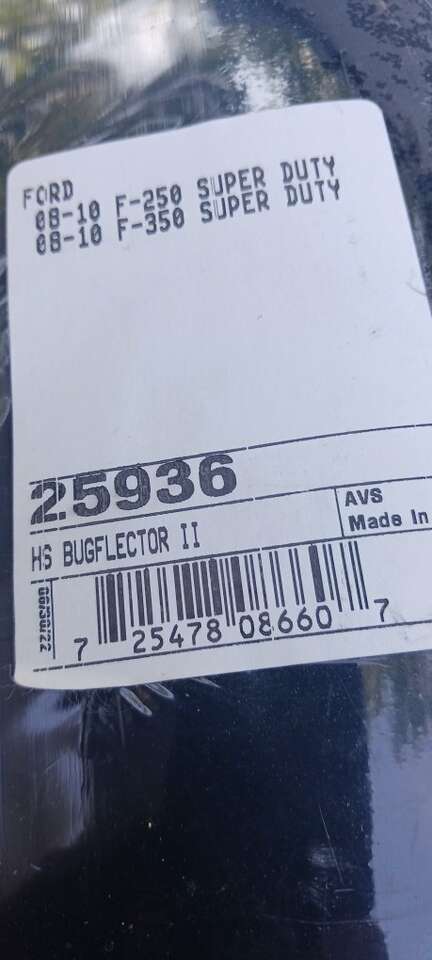 FORD
08-10 F-250 SUPER DUTY
08-10 F-350 SUPER DUTY
25936
HS BUGFLECTOR II
AVS
Made In
7 25478 08660 7